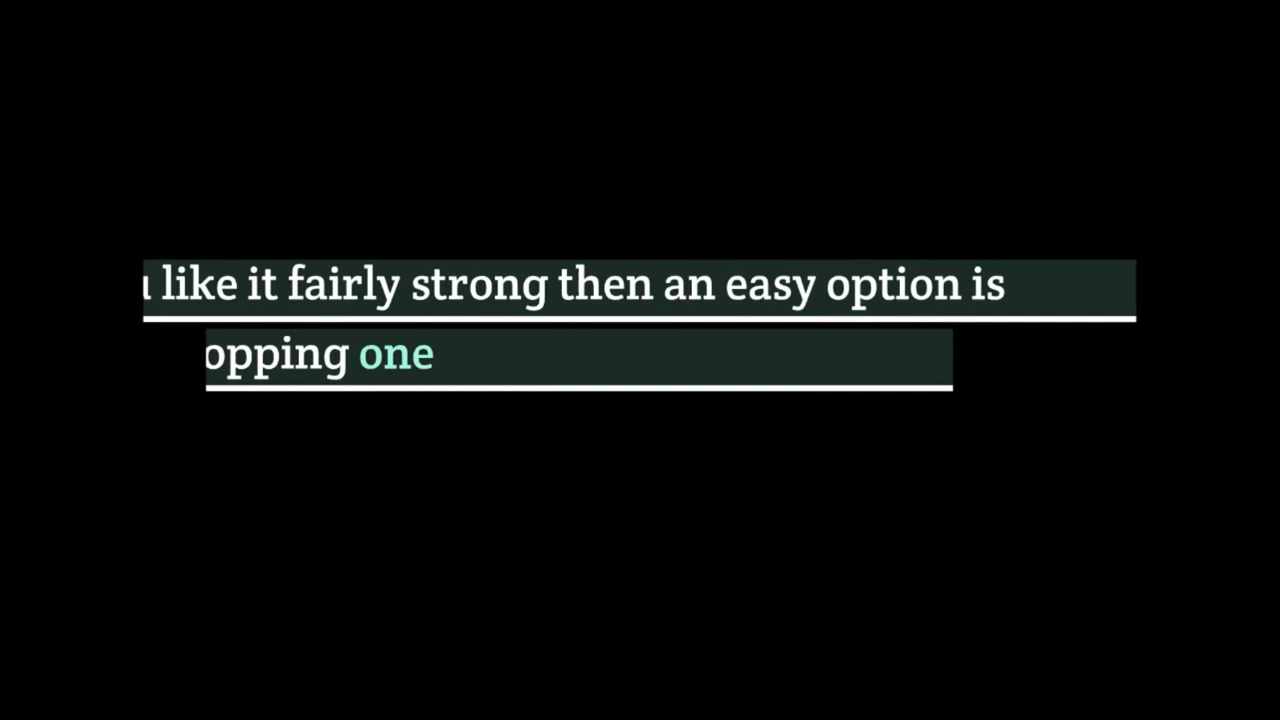 like it fairly strong then an easy option is
opping one